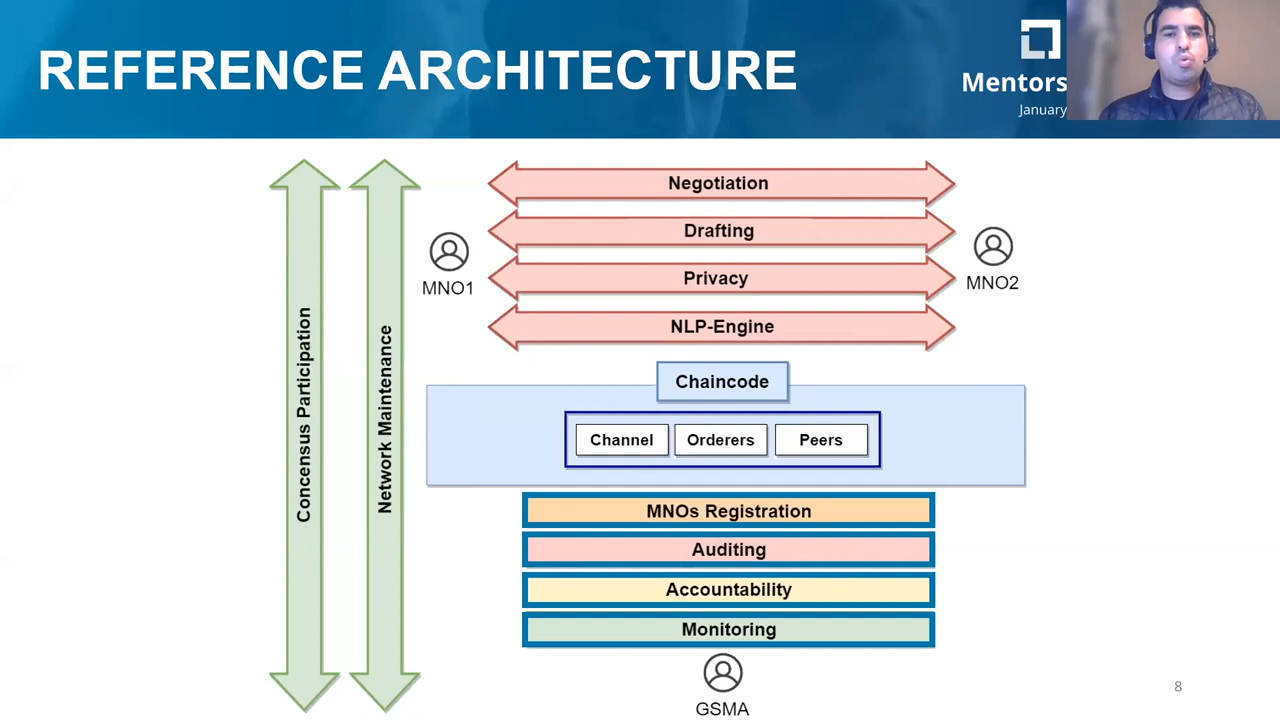 REFERENCE ARCHITECTURE
Mentors
January
Negotiation
Drafting
Privacy
NLP-Engine
MNO1
MNO2
Concensus Participation
Network Maintenance
Chaincode
Channel
Orderers
Peers
MNOs Registration
Auditing
Accountability
Monitoring
GSMA
8